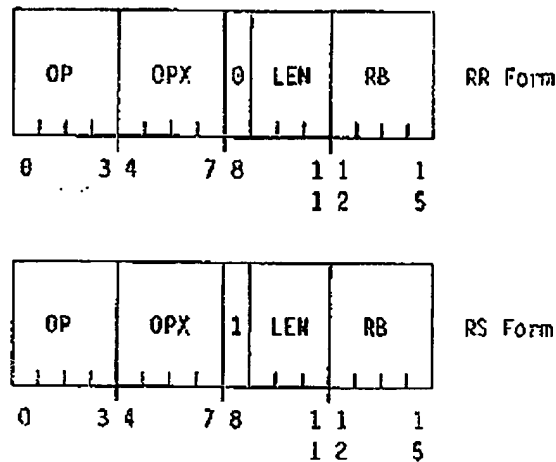 OP OPX 0 LEN RB RR Form
0 3 4 7 8 1 1 1
1 2 5
OP OPX 1 LEN RB RS Form
0 3 4 7 8 1 1 1
1 2 5